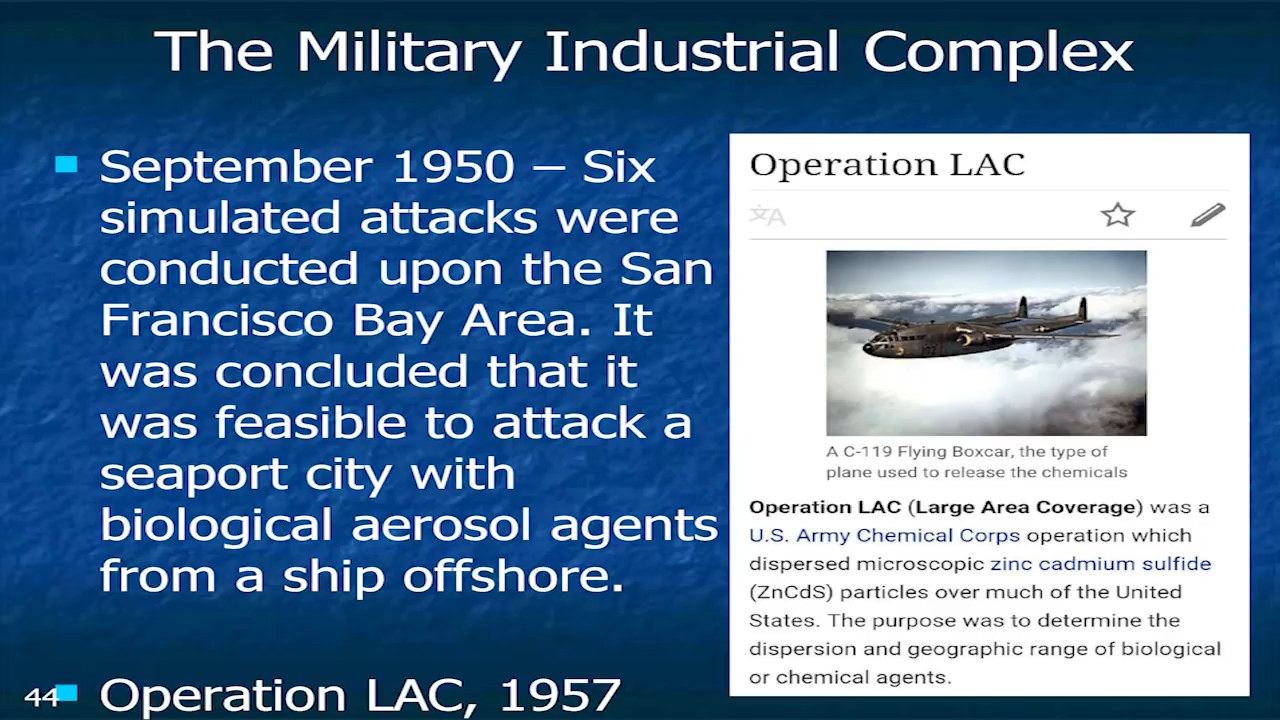 The Military Industrial Complex
September 1950 – Six
simulated attacks were
conducted upon the San
Francisco Bay Area. It
was concluded that it
was feasible to attack a
seaport city with
biological aerosol agents
from a ship offshore.
44
Operation LAC, 1957
Operation LAC
文A
A C-119 Flying Boxcar, the type of
plane used to release the chemicals
Operation LAC (Large Area Coverage) was a
U.S. Army Chemical Corps operation which
dispersed microscopic zinc cadmium sulfide
(ZnCdS) particles over much of the United
States. The purpose was to determine the
dispersion and geographic range of biological
or chemical agents.